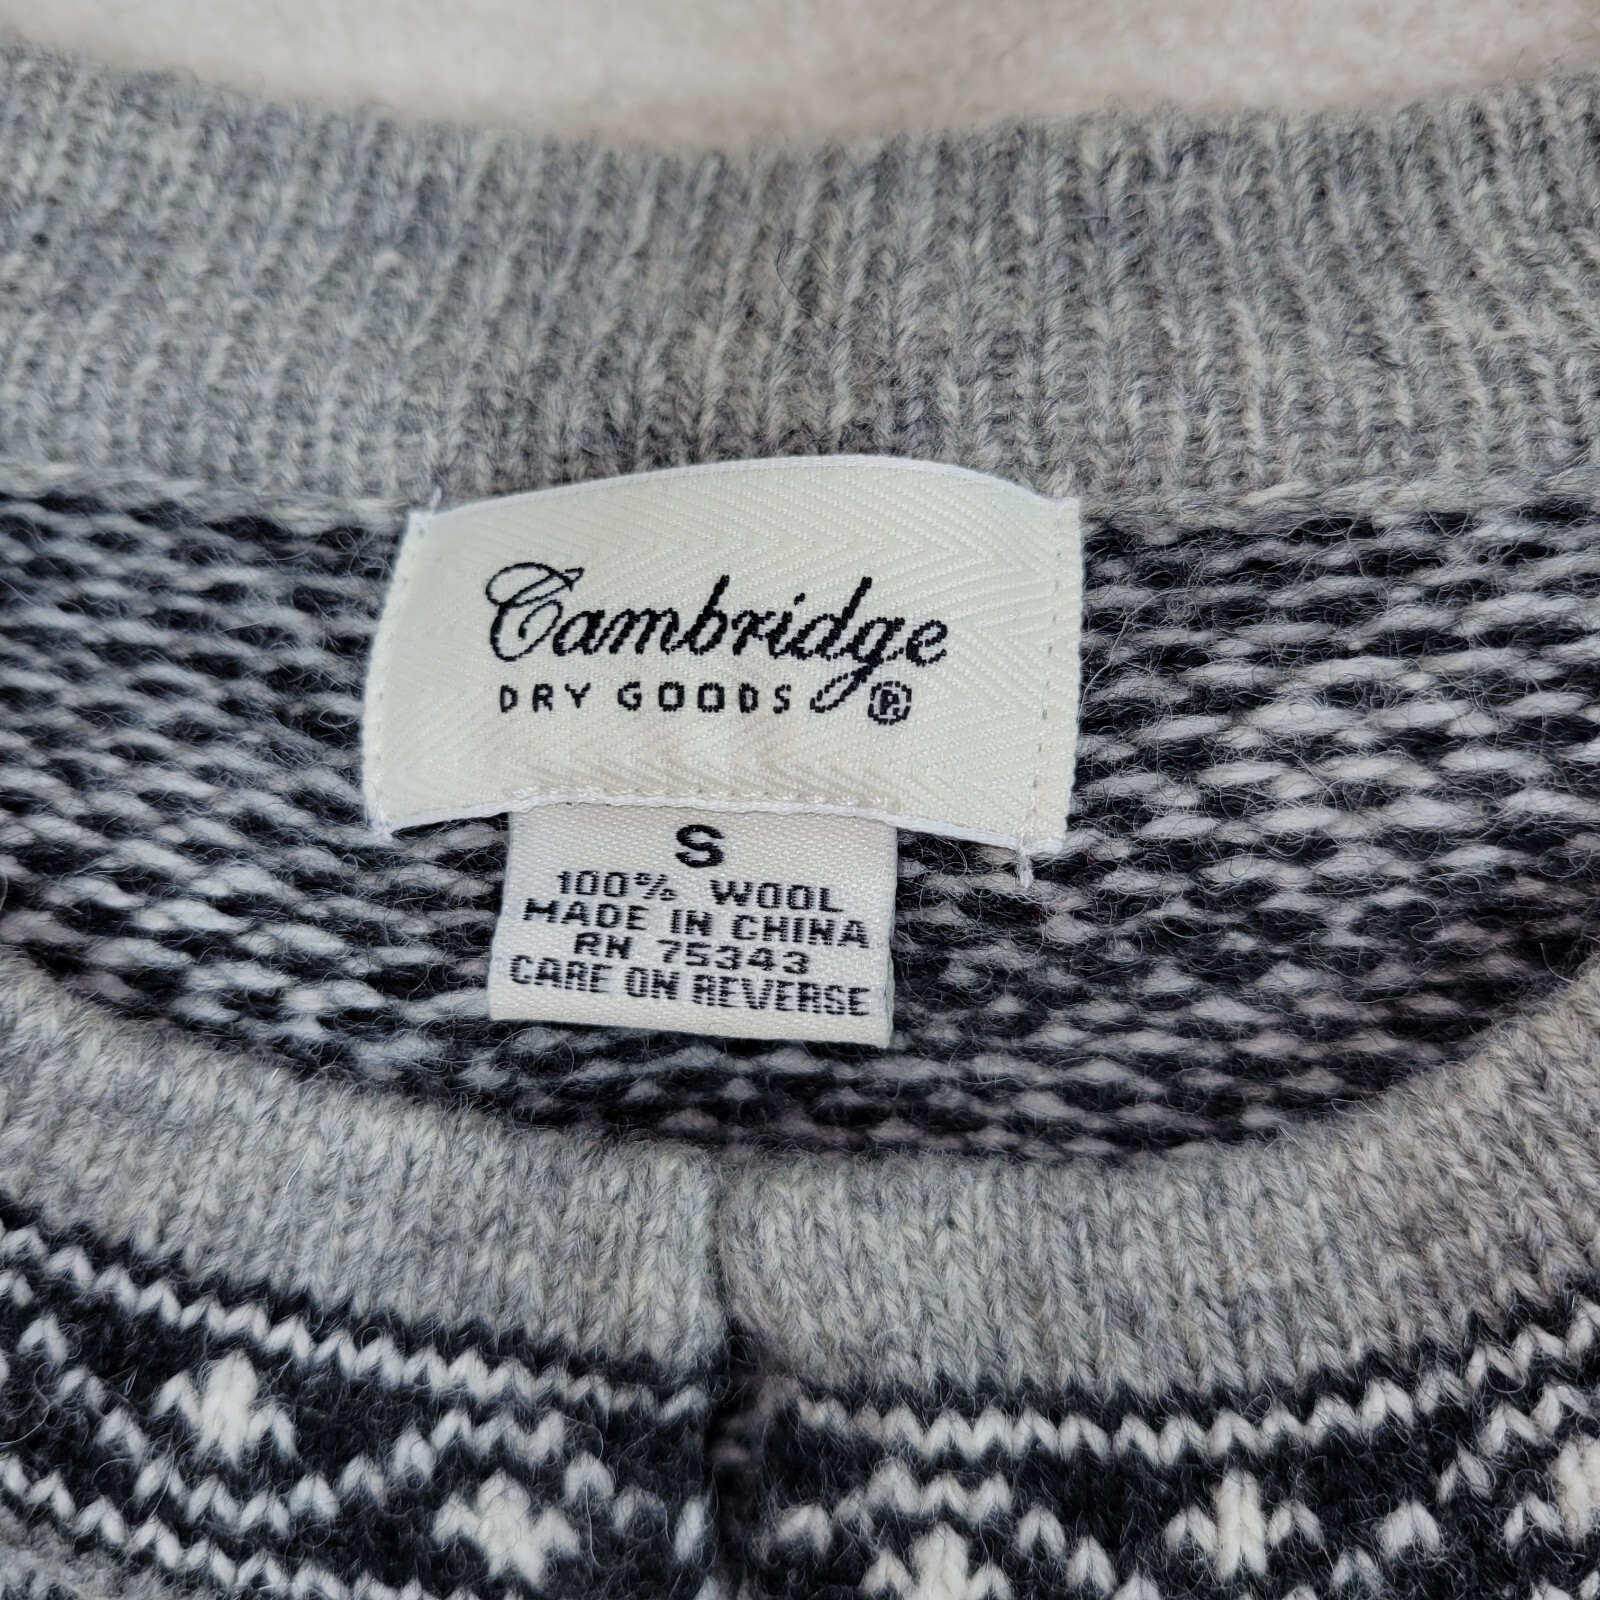 Cambridge
DRY GOODS ®
S
100% WOOL
MADE IN CHINA
RN 75343
CARE ON REVERSE